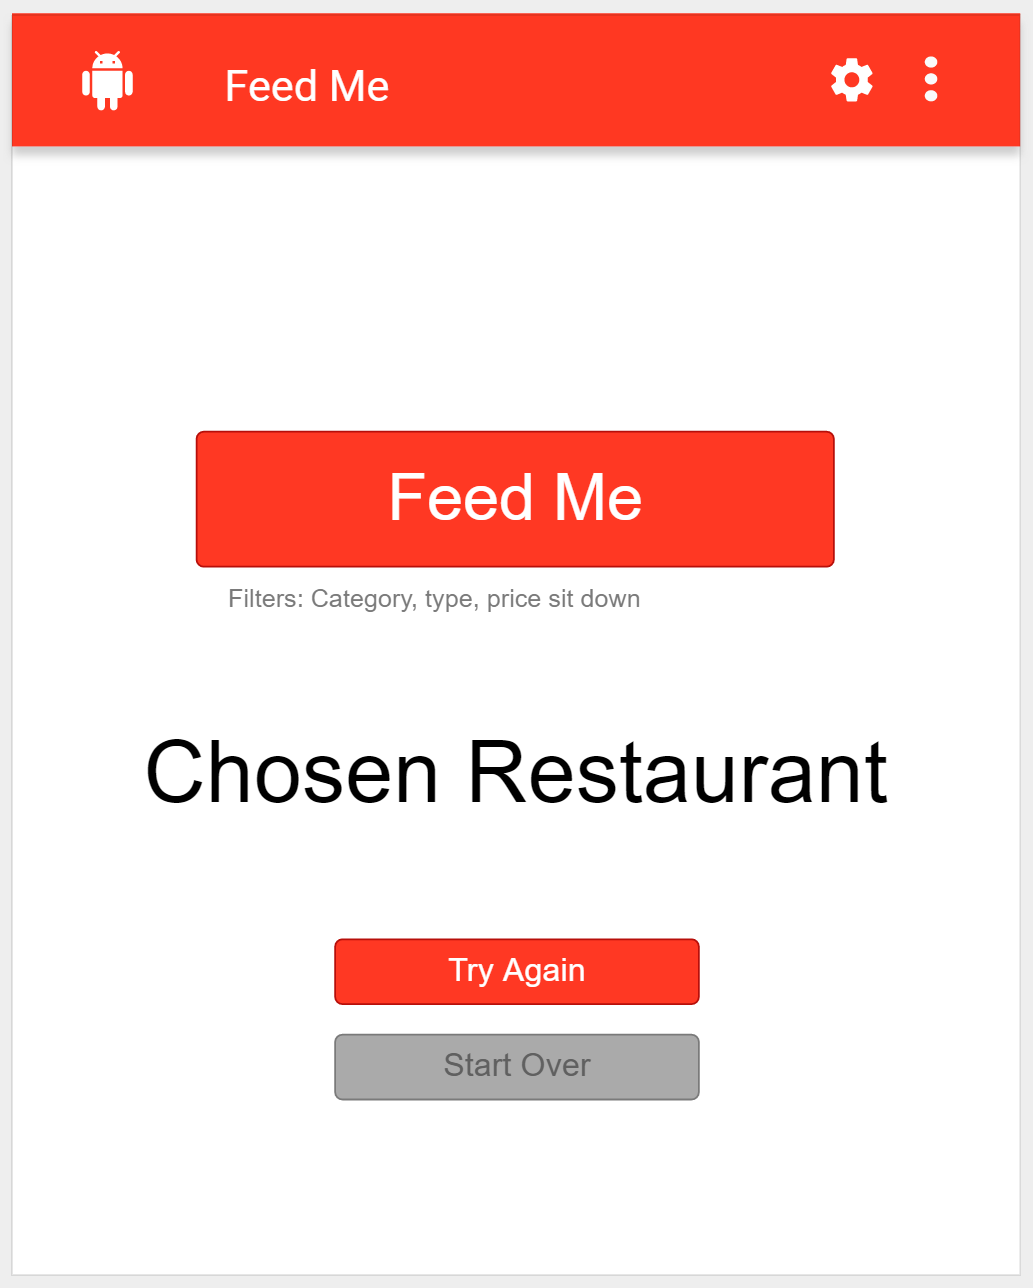 Feed Me
Feed Me
Filters: Category, type, price sit down
Chosen Restaurant
Try Again
Start Over